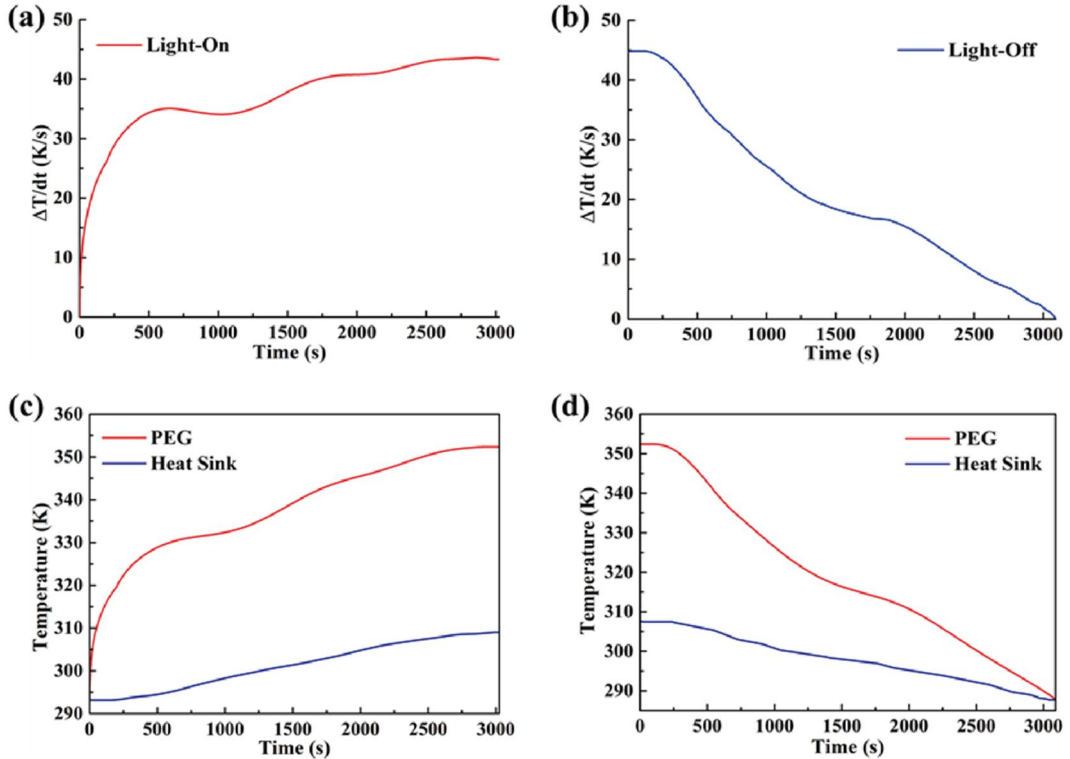 (a)
Light-On
ΔT/dt (K/s)
50
40
30
20
10
0
0 500 1000 1500 2000 2500 3000
Time (s)
(b)
Light-Off
ΔT/dt (K/s)
50
40
30
20
10
0
0 500 1000 1500 2000 2500 3000
Time (s)
(c)
PEG
Heat Sink
Temperature (K)
360
350
340
330
320
310
300
290
0 500 1000 1500 2000 2500 3000
Time (s)
(d)
PEG
Heat Sink
Temperature (K)
360
350
340
330
320
310
300
290
0 500 1000 1500 2000 2500 3000
Time (s)